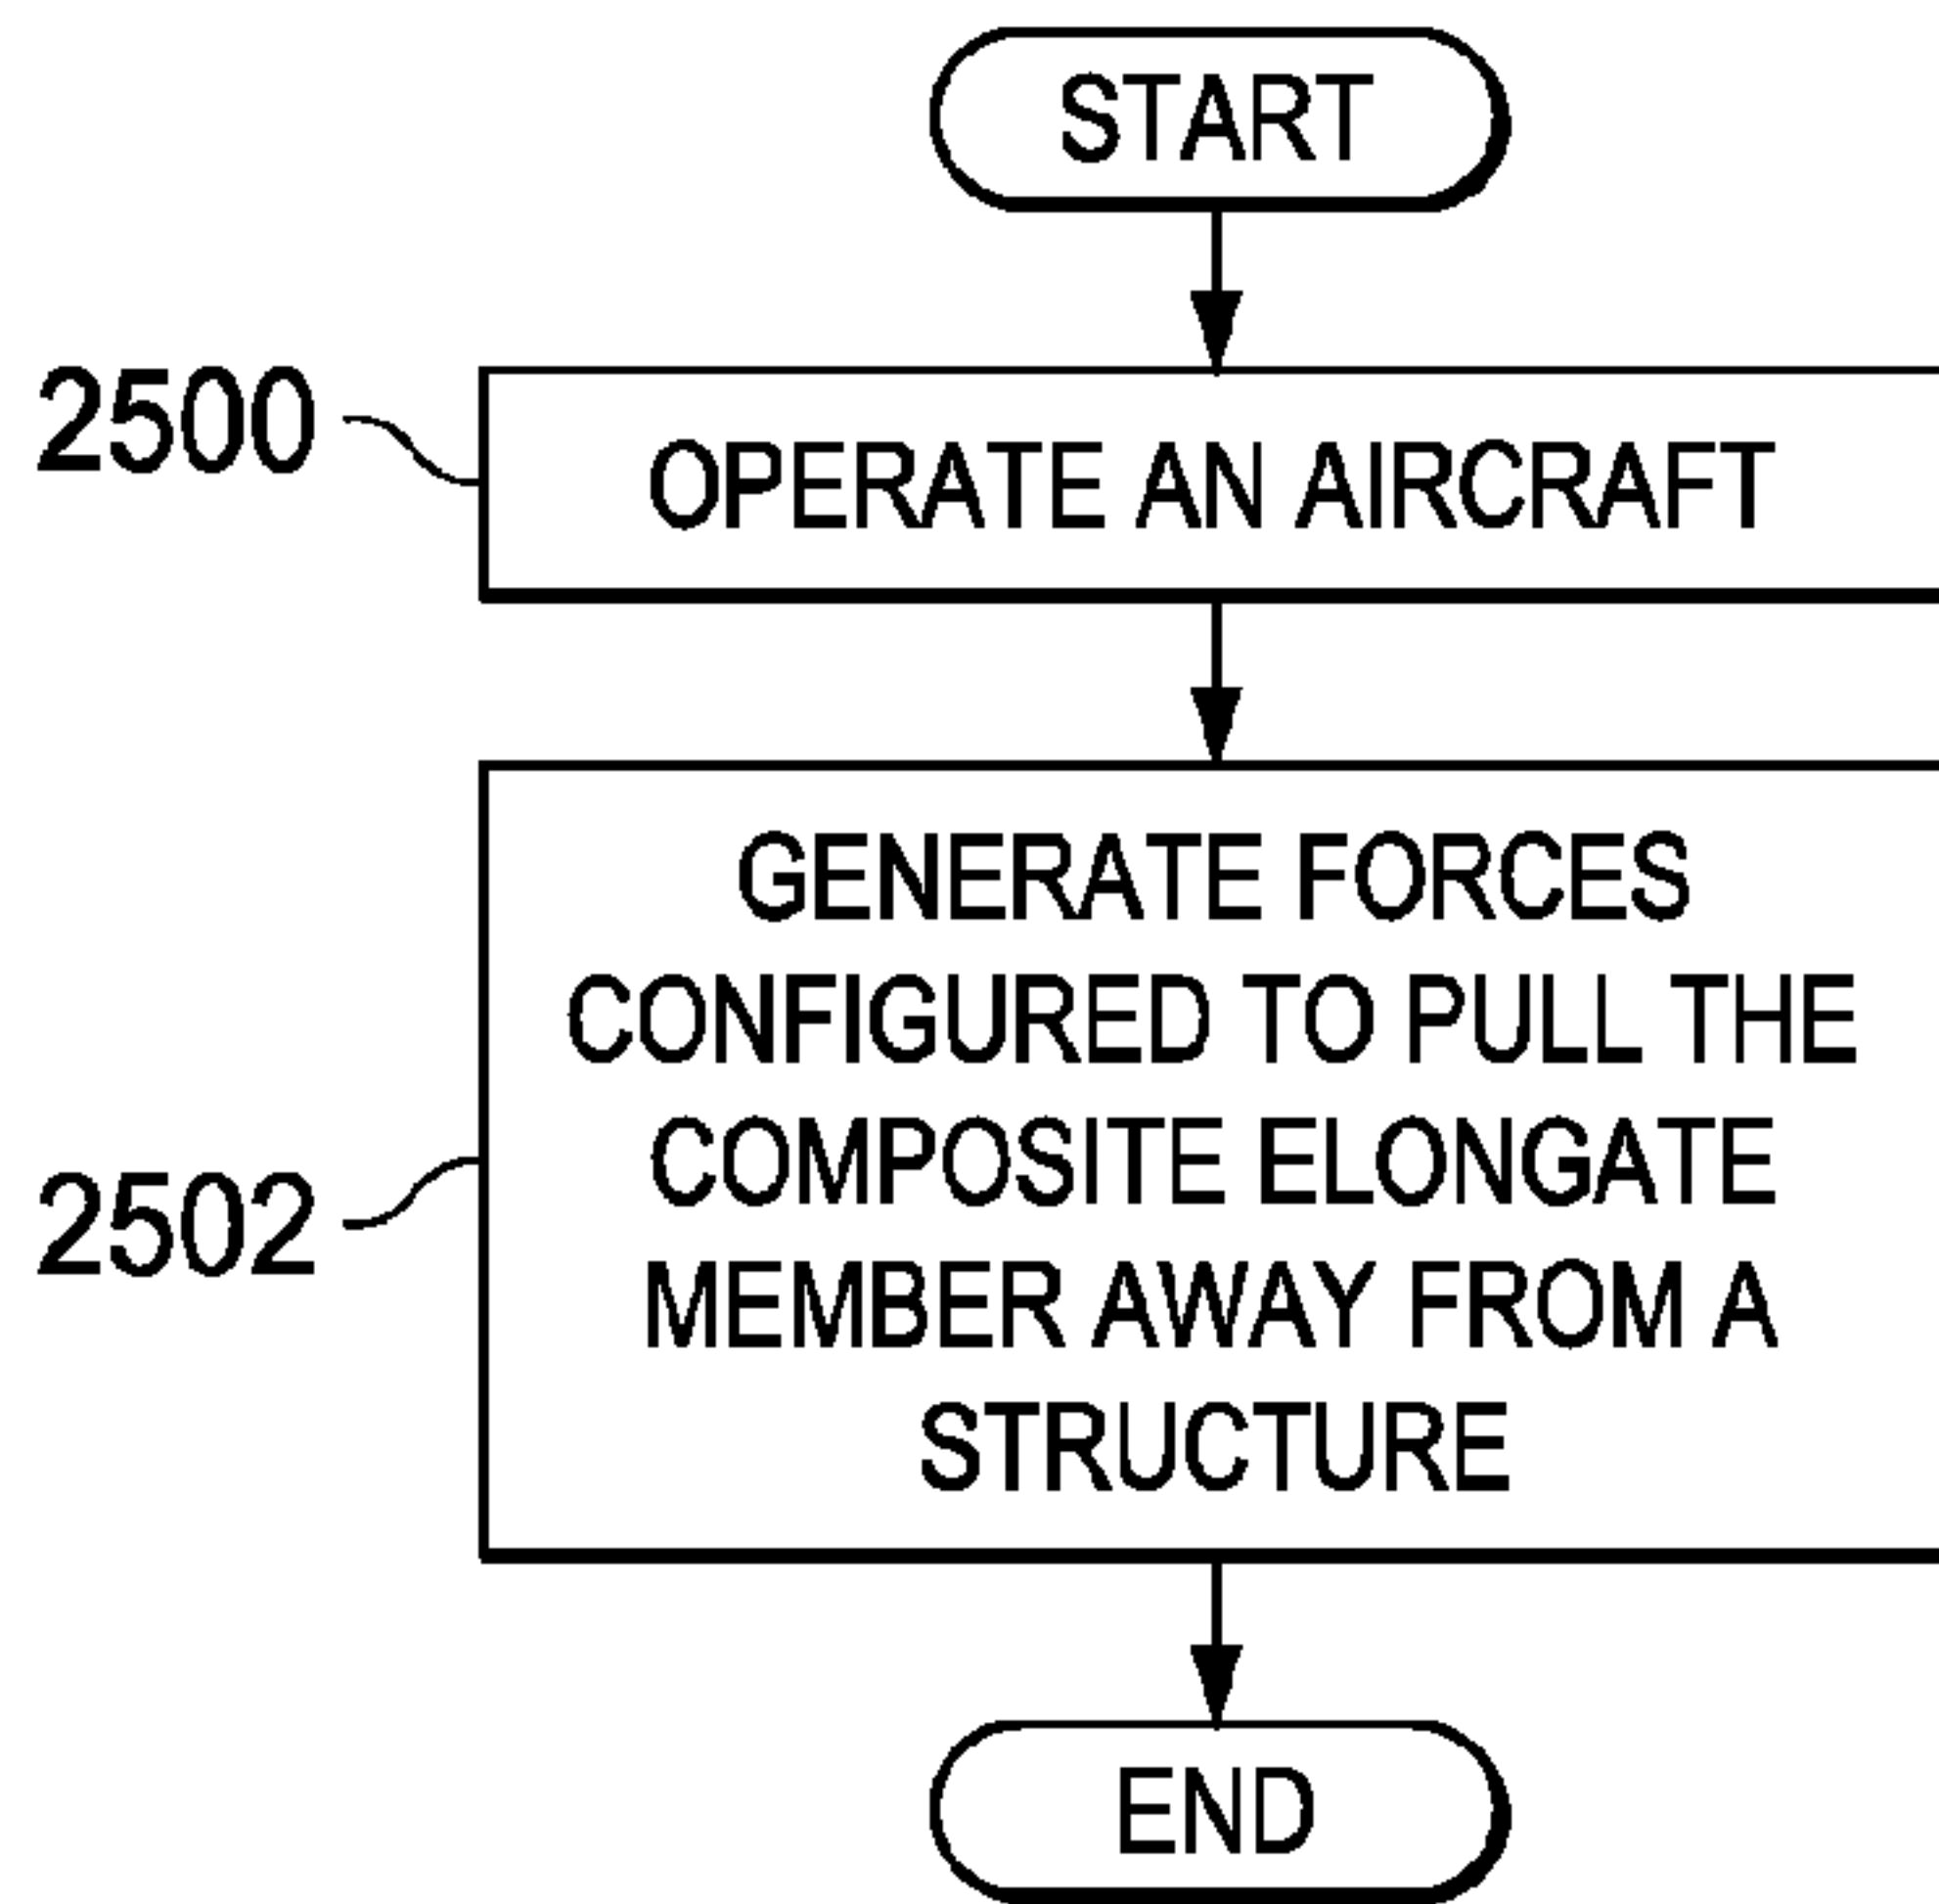 START
2500
OPERATE AN AIRCRAFT
GENERATE FORCES
CONFIGURED TO PULL THE
COMPOSITE ELONGATE
MEMBER AWAY FROM A
STRUCTURE
2502
END